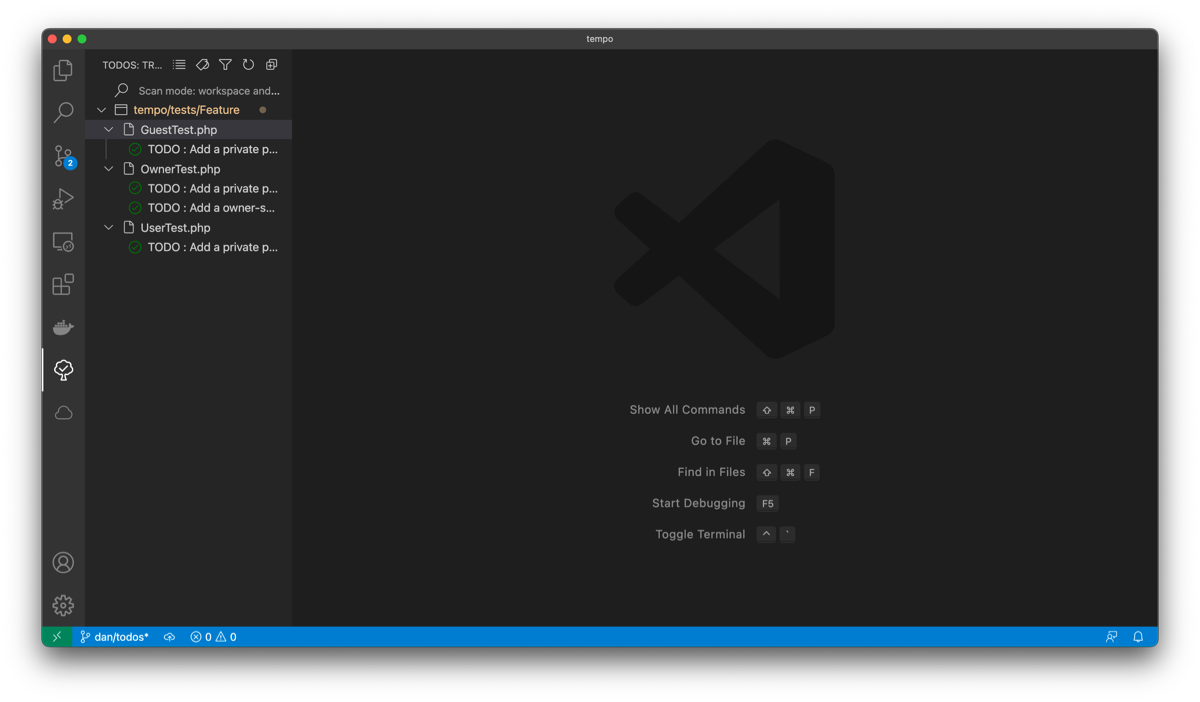 tempo
TODOS: TR...
Scan mode: workspace and...
tempo/tests/Feature
GuestTest.php
TODO : Add a private p...
OwnerTest.php
TODO : Add a private p...
TODO : Add a owner-s...
UserTest.php
TODO : Add a private p...
2
Show All Commands ⇧ ⌘ P
Go to File ⌘ P
Find in Files ⇧ ⌘ F
Start Debugging F5
Toggle Terminal ^ `
dan/todos* 0 0